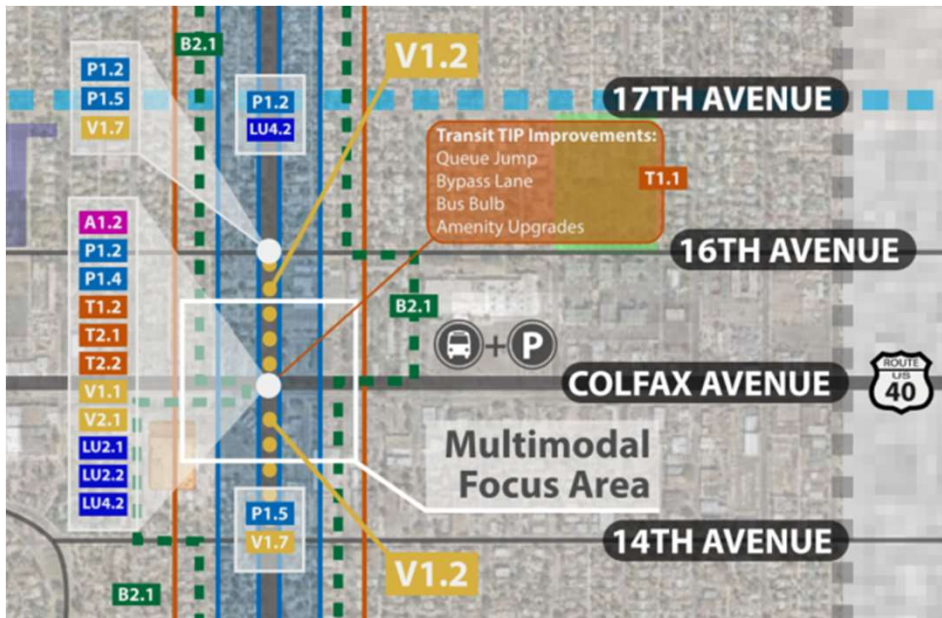 B2.1
V1.2
P1.2
P1.5
V1.7
P1.2
LU4.2
17TH AVENUE
Transit TIP Improvements:
Queue Jump
Bypass Lane
Bus Bulb
Amenity Upgrades
T1.1
A1.2
P1.2
P1.4
T1.2
T2.1
T2.2
V1.1
V2.1
LU2.1
LU2.2
LU4.2
16TH AVENUE
B2.1
+ P
COLFAX AVENUE
ROUTE
US
40
Multimodal
Focus Area
P1.5
V1.7
14TH AVENUE
V1.2
B2.1